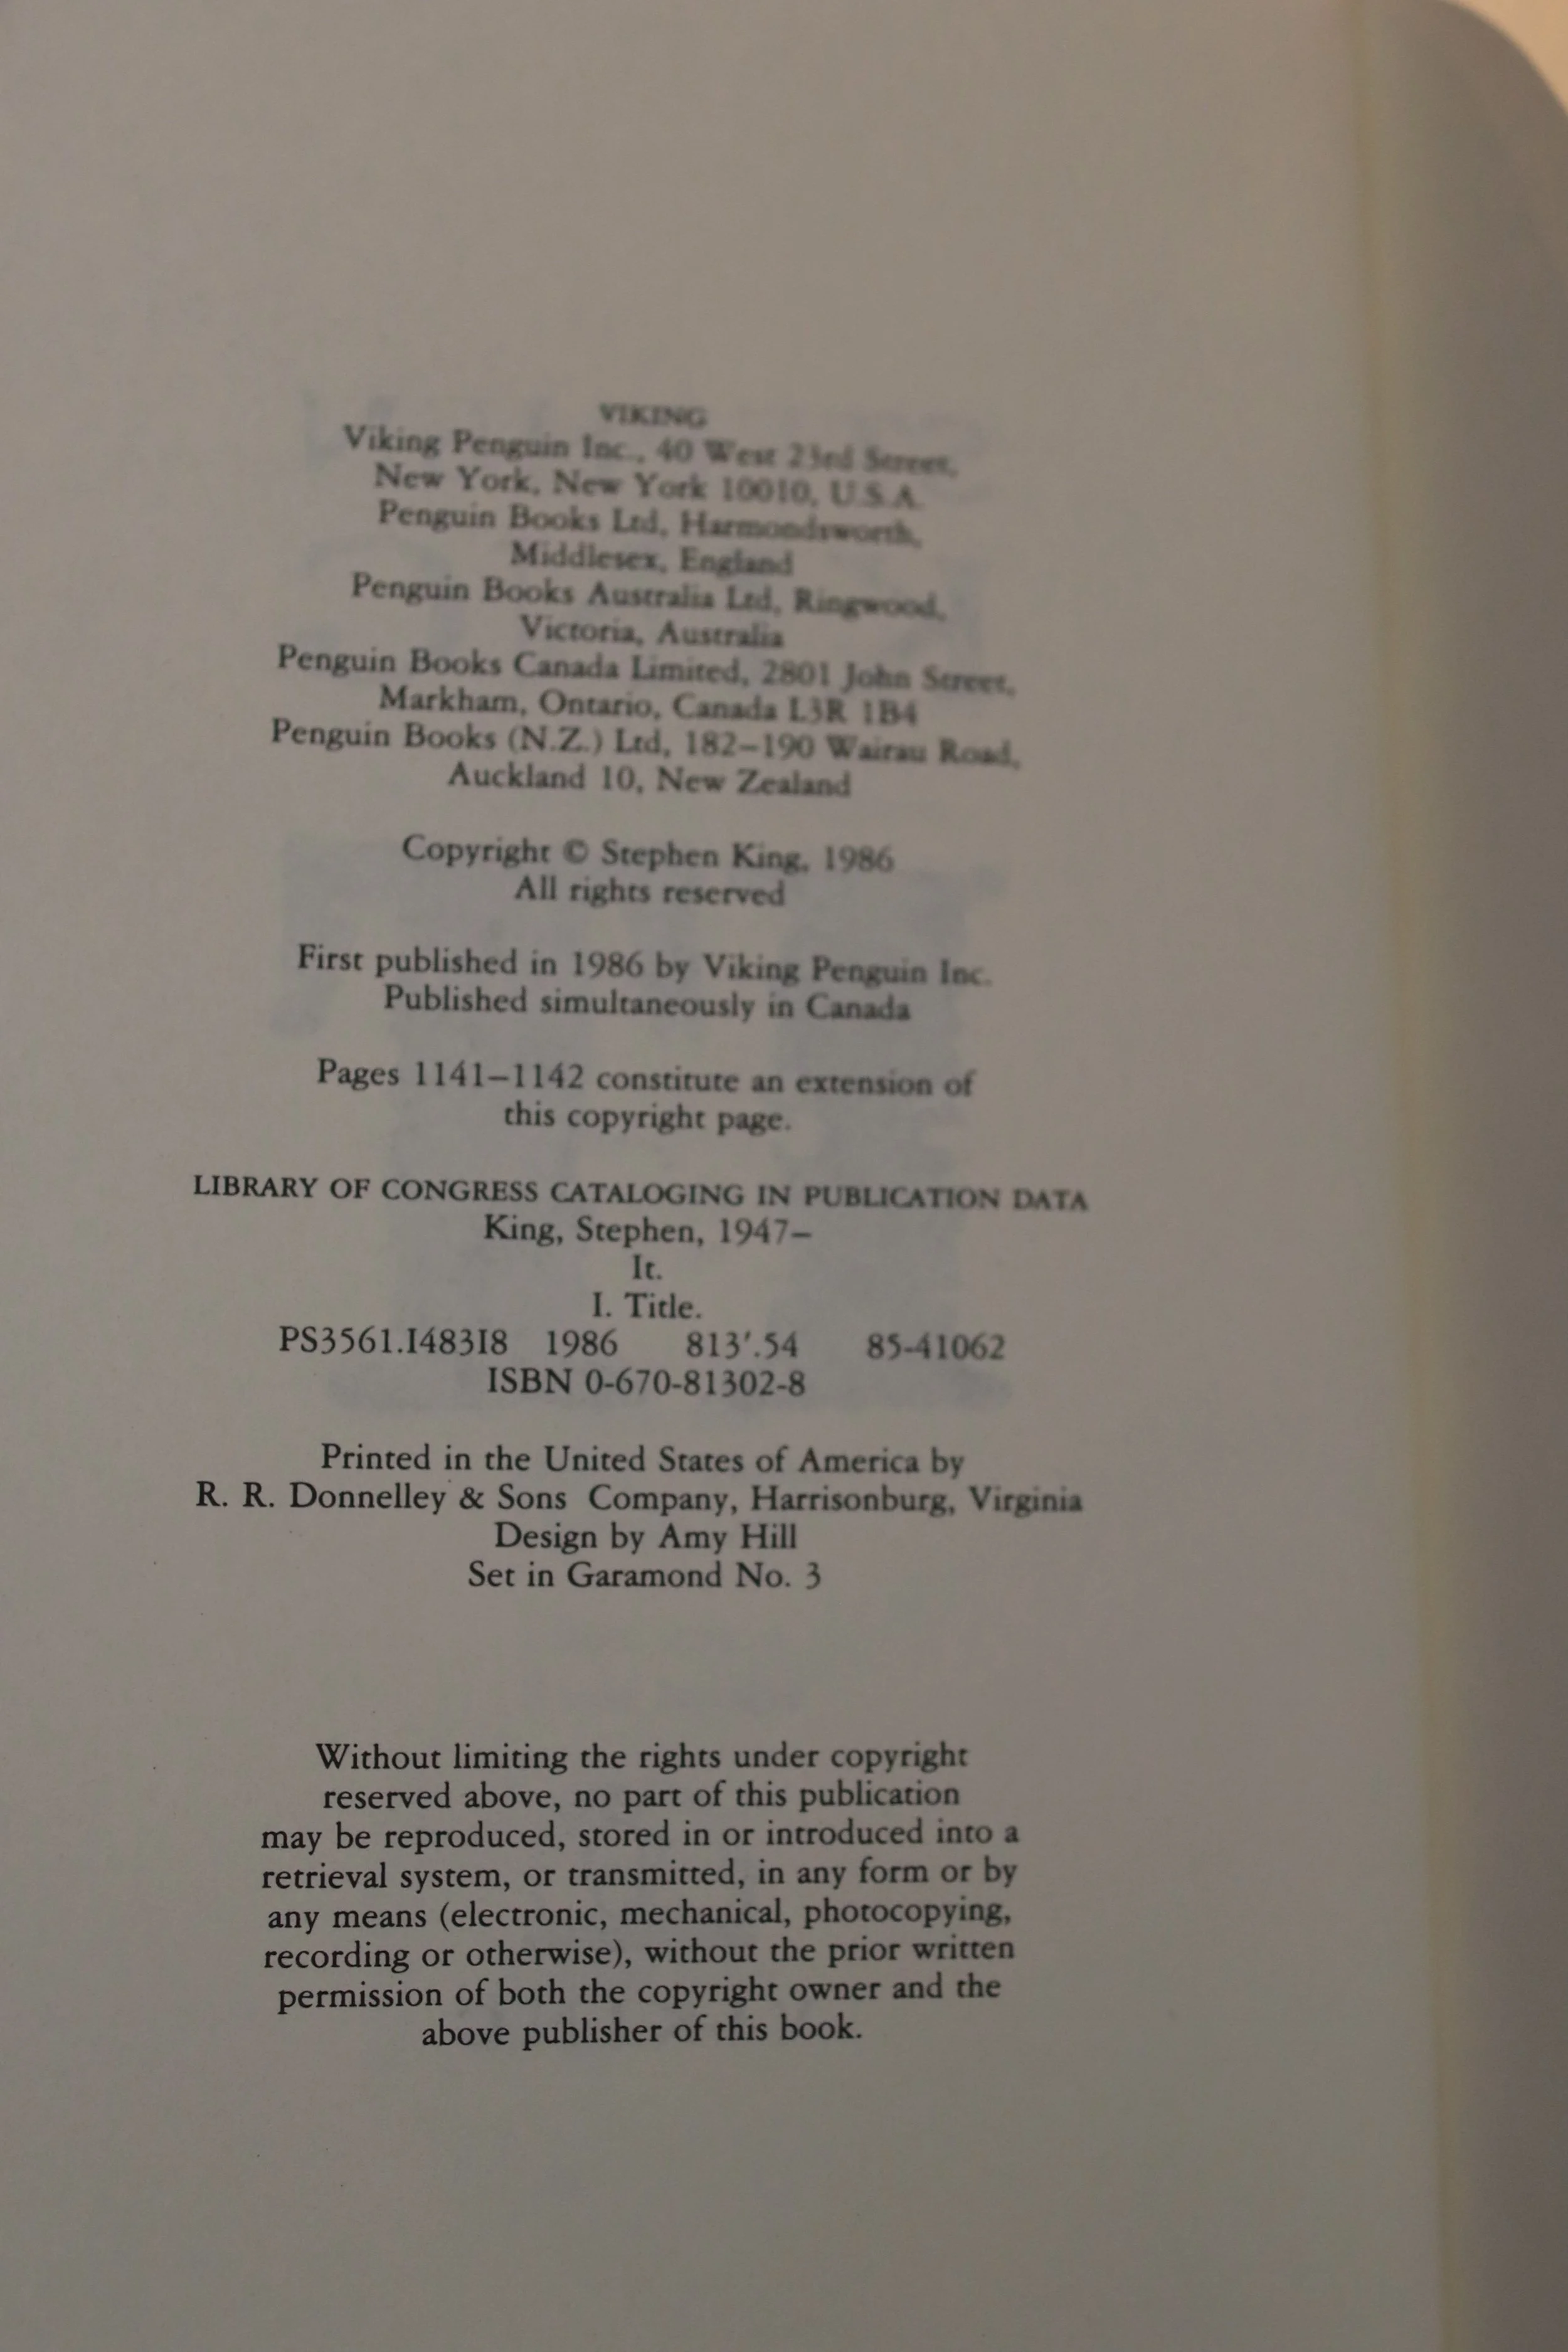 VIKING
Viking Penguin Inc., 40 West 23rd Street,
New York, New York 10010, U.S.A.
Penguin Books Ltd, Harmondsworth,
Middlesex, England
Penguin Books Australia Ltd, Ringwood,
Victoria, Australia
Penguin Books Canada Limited, 2801 John Street,
Markham, Ontario, Canada L3R 1B4
Penguin Books (N.Z.) Ltd, 182–190 Wairau Road,
Auckland 10, New Zealand
Copyright © Stephen King, 1986
All rights reserved
First published in 1986 by Viking Penguin Inc.
Published simultaneously in Canada
Pages 1141–1142 constitute an extension of
this copyright page.
LIBRARY OF CONGRESS CATALOGING IN PUBLICATION DATA
King, Stephen, 1947–
It.
I. Title.
PS3561.I483I8 1986 813'.54 85-41062
ISBN 0-670-81302-8
Printed in the United States of America by
R. R. Donnelley & Sons Company, Harrisonburg, Virginia
Design by Amy Hill
Set in Garamond No. 3
Without limiting the rights under copyright
reserved above, no part of this publication
may be reproduced, stored in or introduced into a
retrieval system, or transmitted, in any form or by
any means (electronic, mechanical, photocopying,
recording or otherwise), without the prior written
permission of both the copyright owner and the
above publisher of this book.